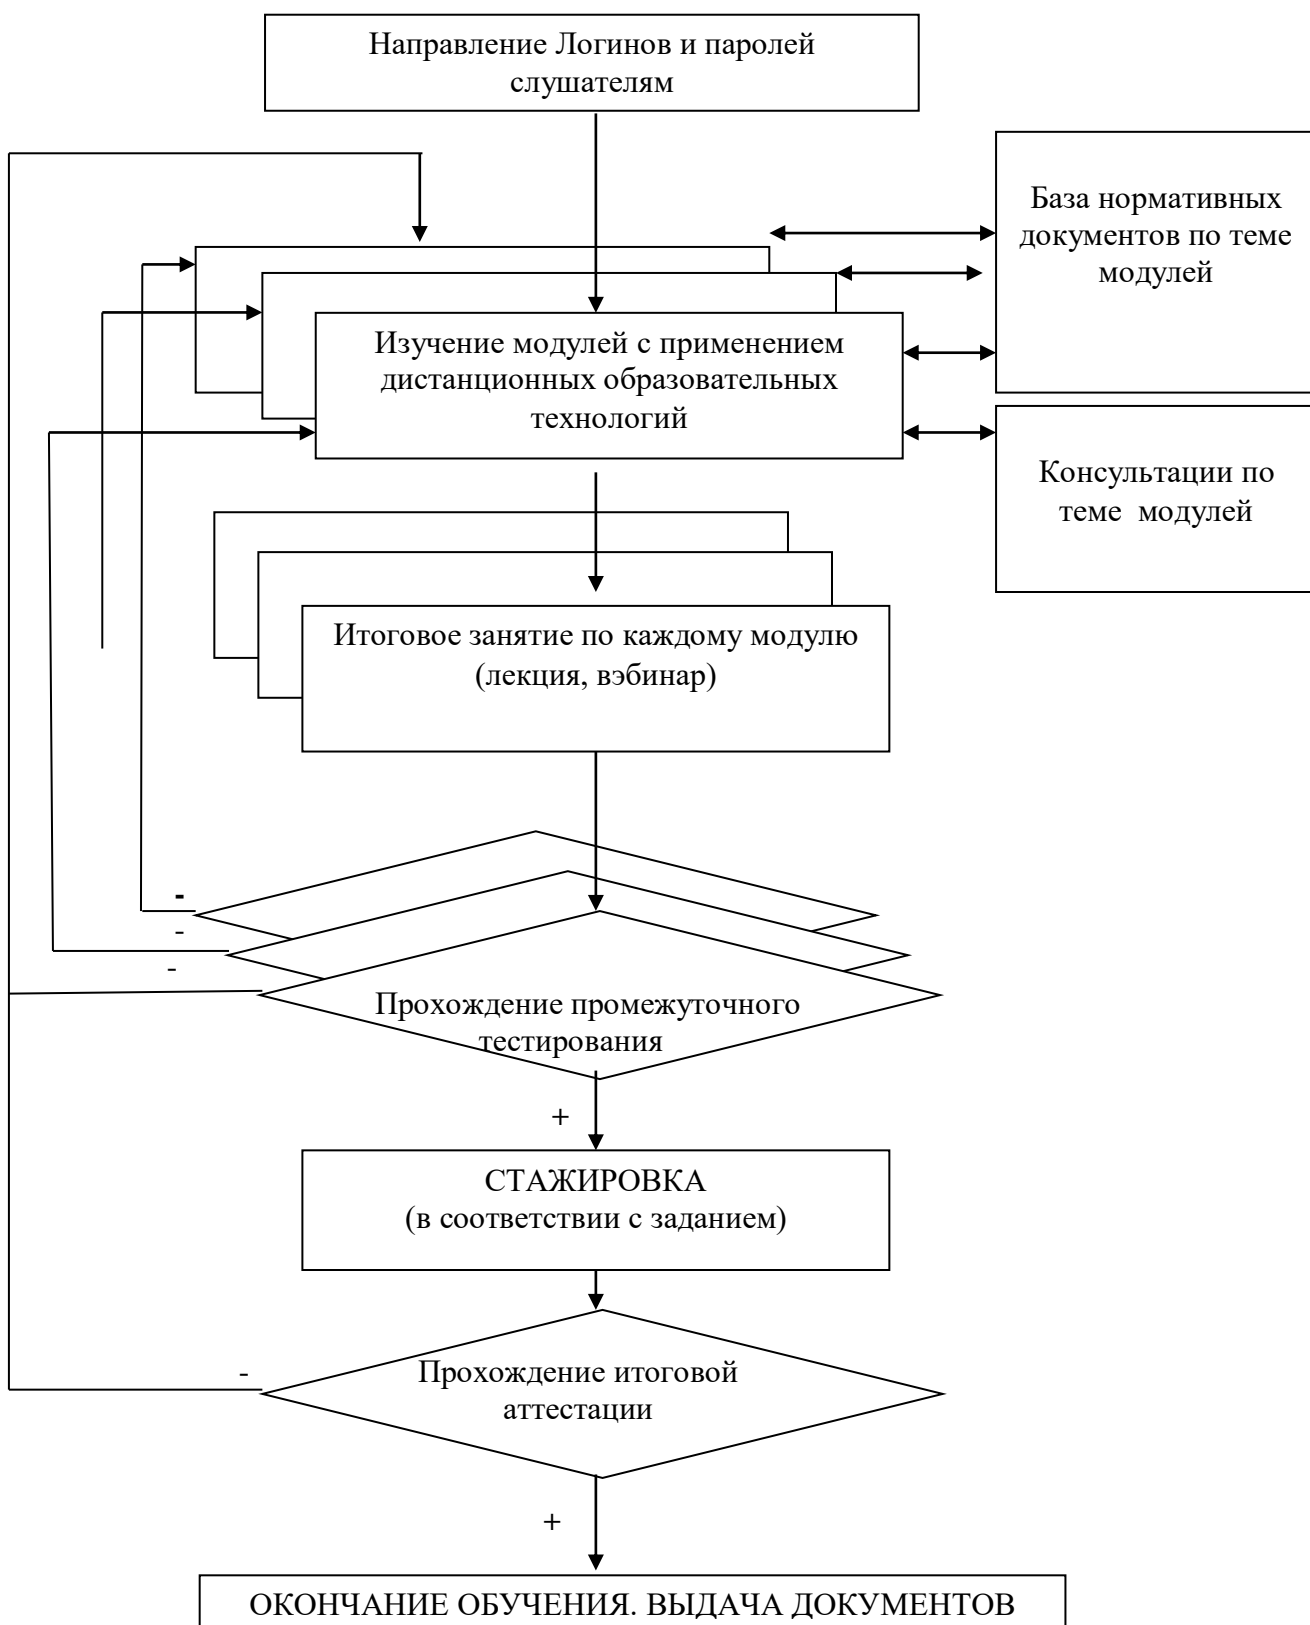 Направление Логинов и паролей
слушателям
База нормативных
документов по теме
модулей
Изучение модулей с применением
дистанционных образовательных
технологий
Консультации по
теме модулей
Итоговое занятие по каждому модулю
(лекция, вэбинар)
-
-
-
Прохождение промежуточного
тестирования
+
СТАЖИРОВКА
(в соответствии с заданием)
-
Прохождение итоговой
аттестации
+
ОКОНЧАНИЕ ОБУЧЕНИЯ. ВЫДАЧА ДОКУМЕНТОВ